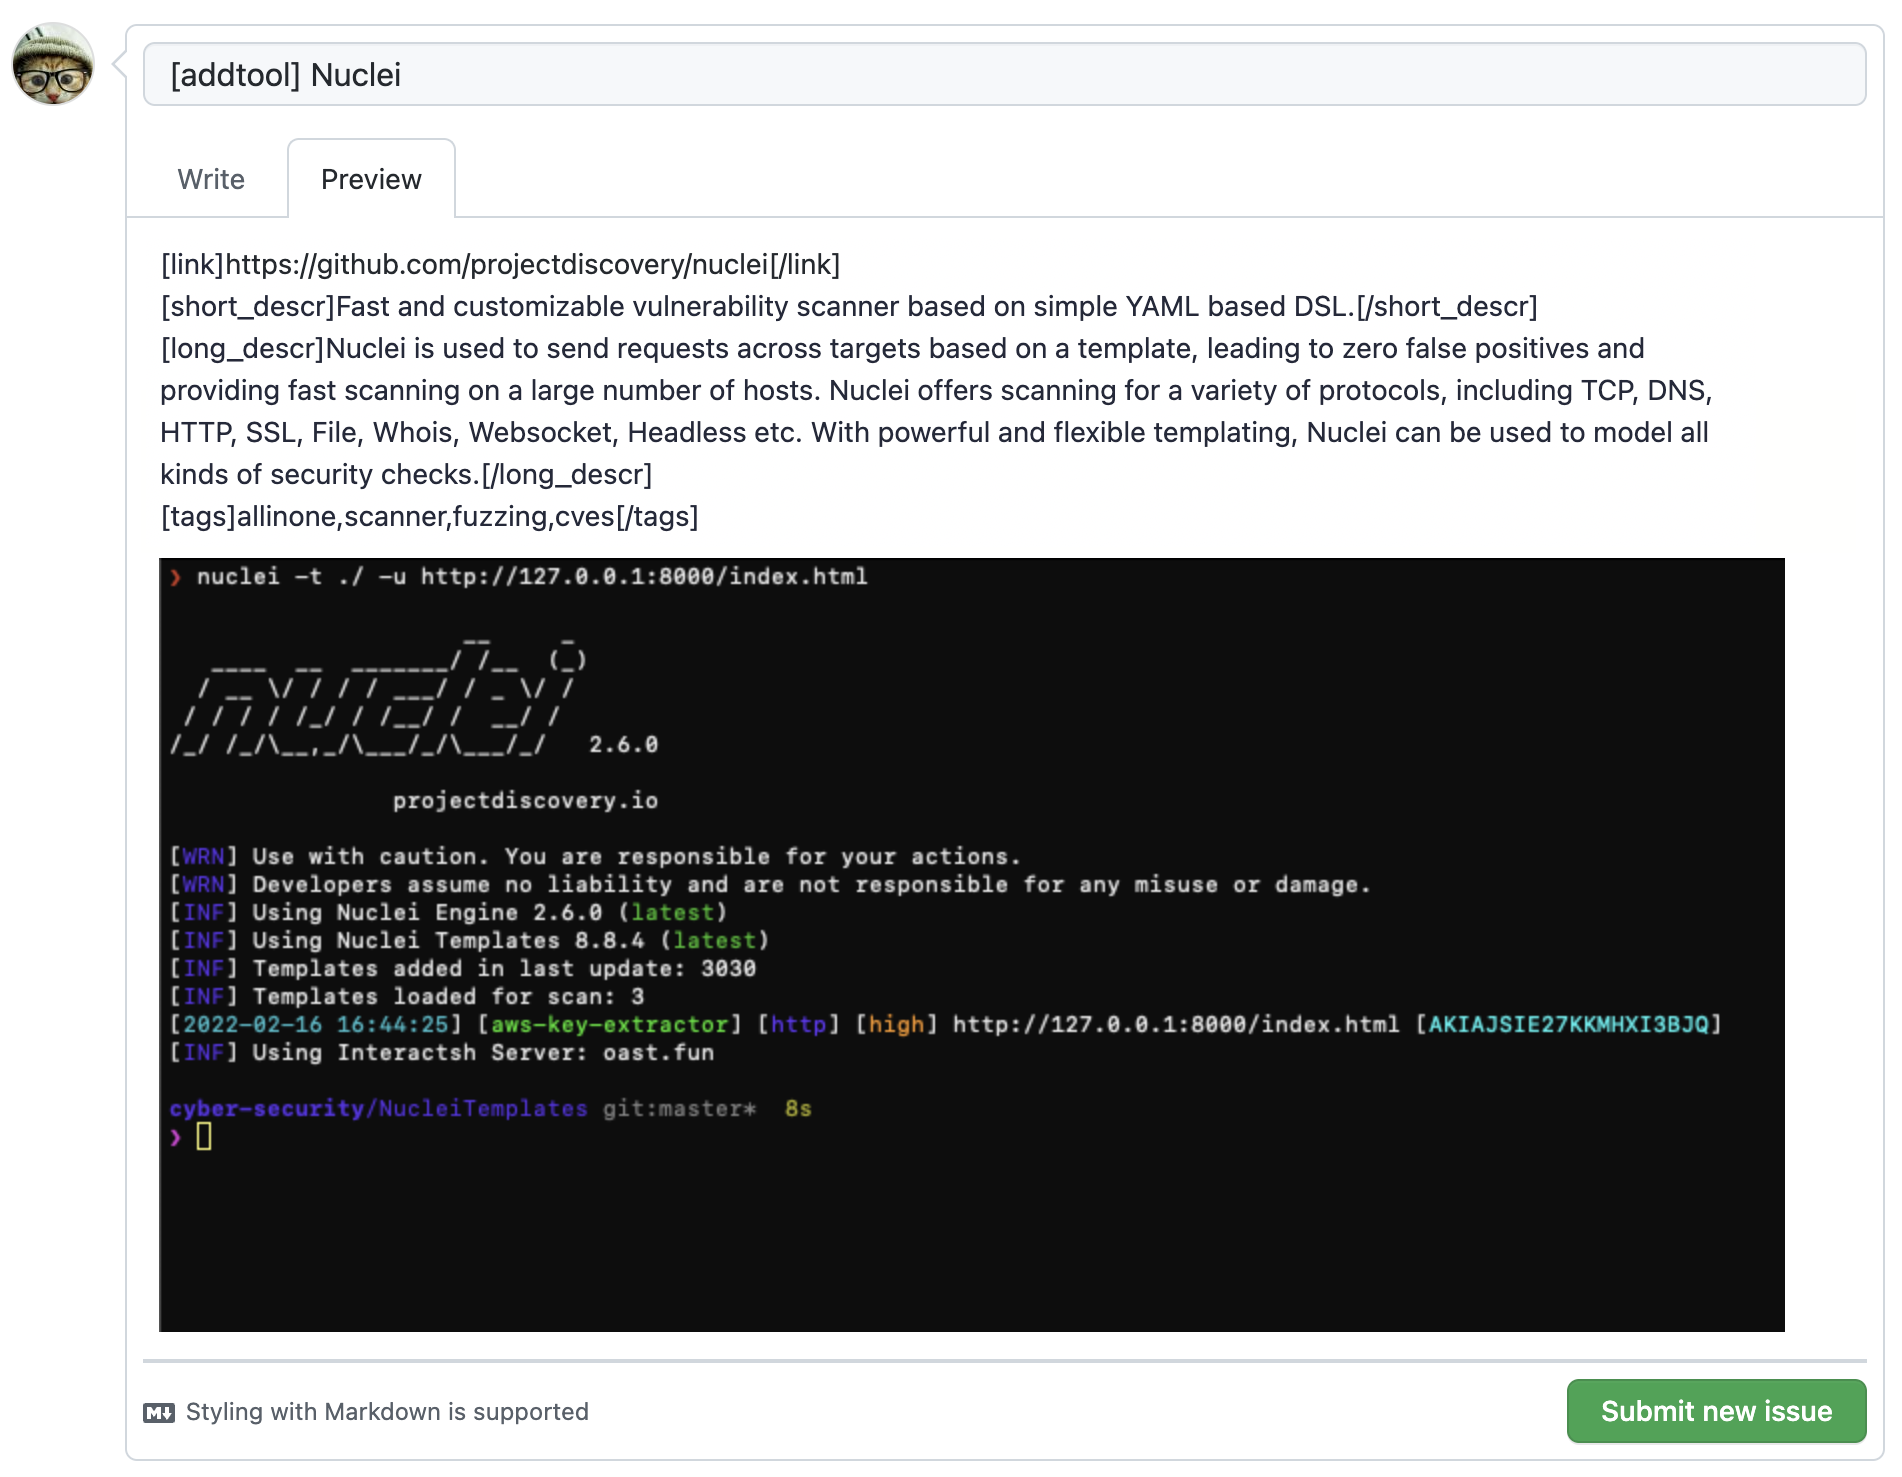 [addtool] Nuclei
Write
Preview
[link]https://github.com/projectdiscovery/nuclei[/link]
[short_descr]Fast and customizable vulnerability scanner based on simple YAML based DSL.[/short_descr]
[long_descr]Nuclei is used to send requests across targets based on a template, leading to zero false positives and
providing fast scanning on a large number of hosts. Nuclei offers scanning for a variety of protocols, including TCP, DNS,
HTTP, SSL, File, Whois, Websocket, Headless etc. With powerful and flexible templating, Nuclei can be used to model all
kinds of security checks.[/long_descr]
[tags]allinone,scanner,fuzzing,cves[/tags]
❯ nuclei -t ./ -u http://127.0.0.1:8000/index.html
nuclei
2.6.0
projectdiscovery.io
[WRN] Use with caution. You are responsible for your actions.
[WRN] Developers assume no liability and are not responsible for any misuse or damage.
[INF] Using Nuclei Engine 2.6.0 (latest)
[INF] Using Nuclei Templates 8.8.4 (latest)
[INF] Templates added in last update: 3030
[INF] Templates loaded for scan: 3
[2022-02-16 16:44:25] [aws-key-extractor] [http] [high] http://127.0.0.1:8000/index.html [AKIAJSIE27KKMHXI3BJQ]
[INF] Using Interactsh Server: oast.fun
cyber-security/NucleiTemplates git:master* 8s
❯
M↓ Styling with Markdown is supported
Submit new issue